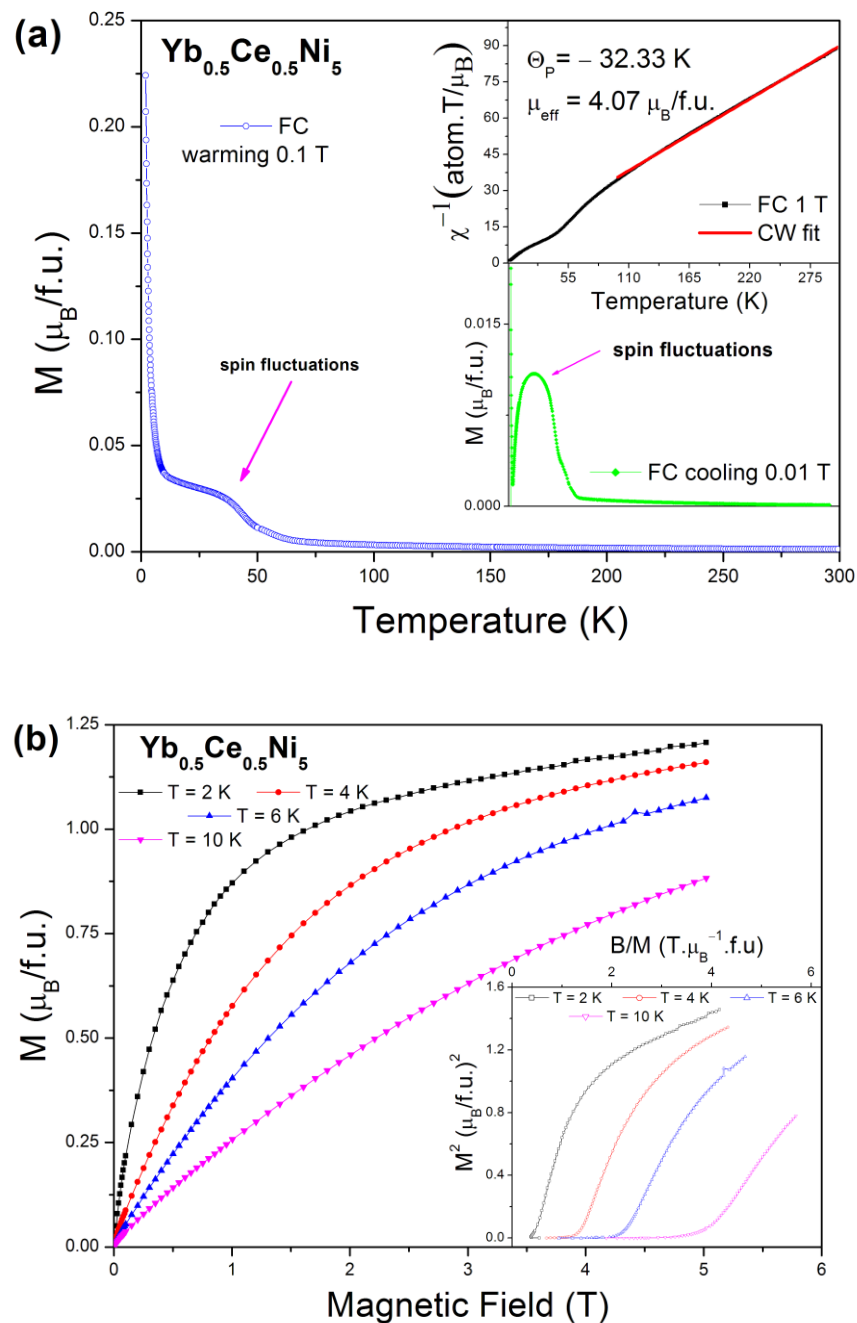 (a)
Yb0.5Ce0.5Ni5
FC
warming 0.1 T
spin fluctuations
M (μB/f.u.)
0.25
0.20
0.15
0.10
0.05
0.00
0 50 100 150 200 250 300
Temperature (K)
χ−1(atom.T/μB)
90
75
60
45
30
15
0
ΘP= − 32.33 K
μeff = 4.07 μB/f.u.
FC 1 T
CW fit
55 110 165 220 275
Temperature (K)
M (μB/f.u.)
0.015
0.000
spin fluctuations
FC cooling 0.01 T
(b)
Yb0.5Ce0.5Ni5
T = 2 K T = 4 K
T = 6 K
T = 10 K
M (μB/f.u.)
1.25
1.00
0.75
0.50
0.25
0.00
0 1 2 3 4 5 6
Magnetic Field (T)
B/M (T.μB−1.f.u)
0 2 3 5 6
T = 2 K T = 4 K T = 6 K
T = 10 K
M2 (μB/f.u.)2
1.6
1.2
0.8
0.4
0.0